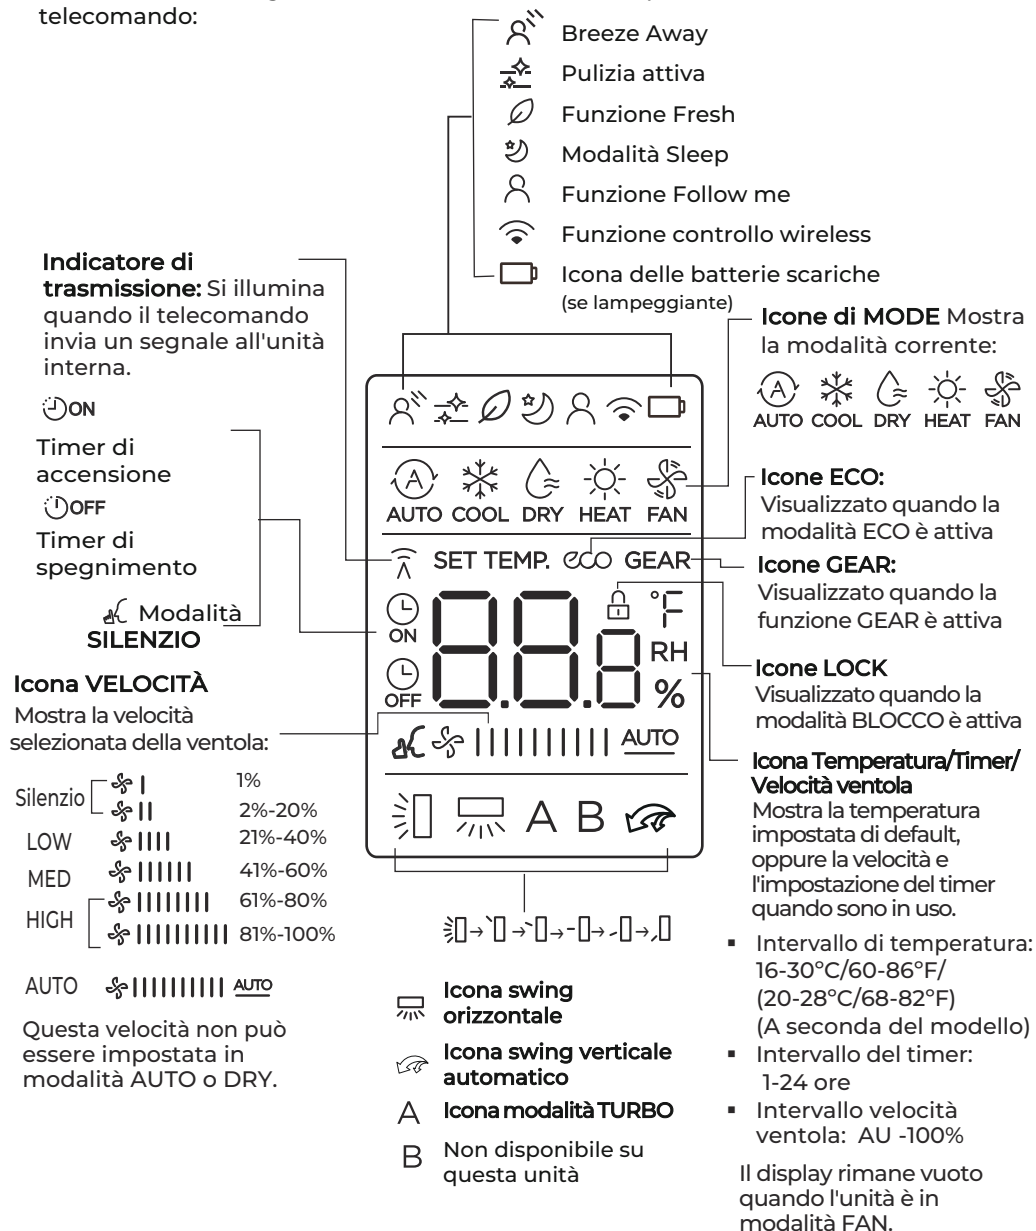 telecomando:
Breeze Away
Pulizia attiva
Funzione Fresh
Modalità Sleep
Funzione Follow me
Funzione controllo wireless
Icona delle batterie scariche
(se lampeggiante)
Indicatore di
trasmissione: Si illumina
quando il telecomando
invia un segnale all'unità
interna.
ON
Timer di
accensione
OFF
Timer di
spegnimento
Modalità
SILENZIO
Icona VELOCITÀ
Mostra la velocità
selezionata della ventola:
Silenzio
1%
2%-20%
LOW 21%-40%
MED 41%-60%
HIGH
61%-80%
81%-100%
AUTO AUTO
Questa velocità non può
essere impostata in
modalità AUTO o DRY.
AUTO COOL DRY HEAT FAN
SET TEMP. eco GEAR
ON
OFF
88.8
°F
RH
%
AUTO
A B
Icona swing
orizzontale
Icona swing verticale
automatico
A Icona modalità TURBO
B Non disponibile su
questa unità
Icone di MODE Mostra
la modalità corrente:
A
AUTO COOL DRY HEAT FAN
Icone ECO:
Visualizzato quando la
modalità ECO è attiva
Icone GEAR:
Visualizzato quando la
funzione GEAR è attiva
Icone LOCK
Visualizzato quando la
modalità BLOCCO è attiva
Icona Temperatura/Timer/
Velocità ventola
Mostra la temperatura
impostata di default,
oppure la velocità e
l'impostazione del timer
quando sono in uso.
▪ Intervallo di temperatura:
16-30°C/60-86°F/
(20-28°C/68-82°F)
(A seconda del modello)
▪ Intervallo del timer:
1-24 ore
▪ Intervallo velocità
ventola: AU -100%
Il display rimane vuoto
quando l'unità è in
modalità FAN.